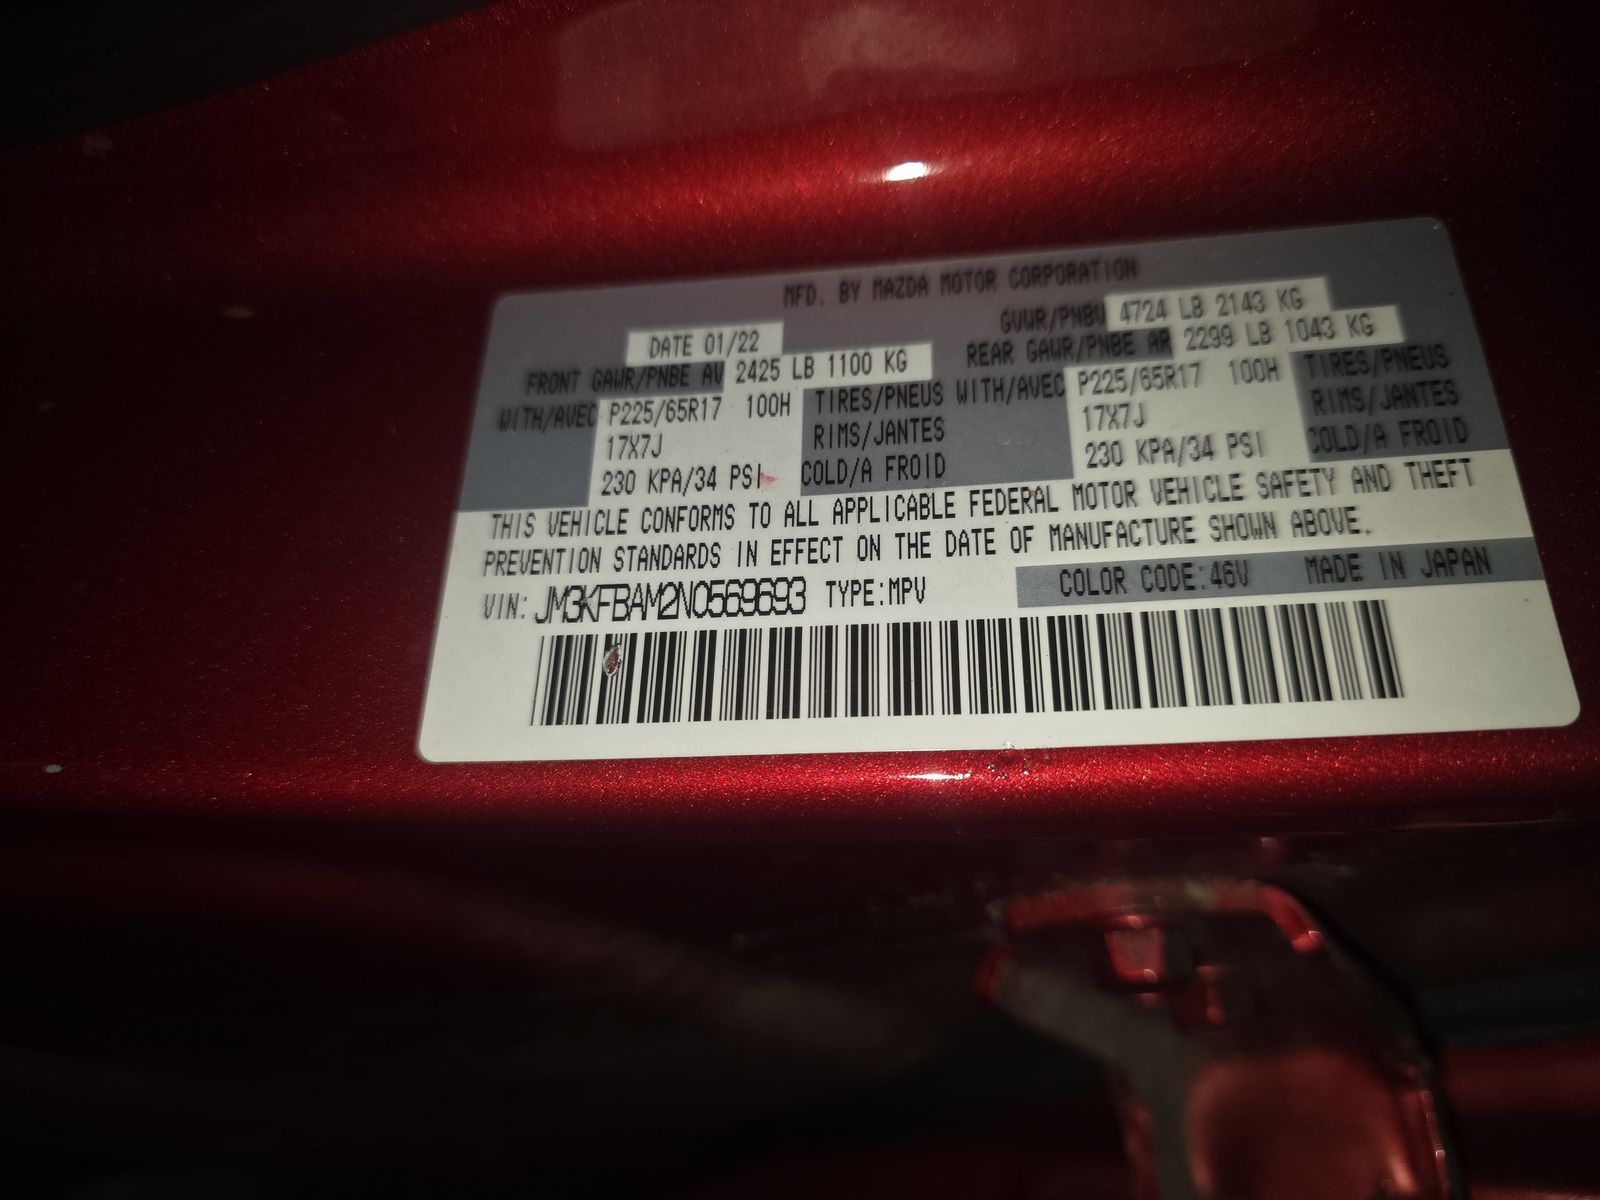 MFD. BY MAZDA MOTOR CORPORATION
DATE 01/22 GVWR/PNBV 4724 LB 2143 KG
FRONT GAWR/PNBE AV 2425 LB 1100 KG REAR GAWR/PNBE AR 2299 LB 1043 KG
WITH/AVEC P225/65R17 100H TIRES/PNEUS WITH/AVEC P225/65R17 100H TIRES/PNEUS
17X7J RIMS/JANTES 17X7J RIMS/JANTES
230 KPA/34 PSI COLD/A FROID 230 KPA/34 PSI COLD/A FROID
THIS VEHICLE CONFORMS TO ALL APPLICABLE FEDERAL MOTOR VEHICLE SAFETY AND THEFT
PREVENTION STANDARDS IN EFFECT ON THE DATE OF MANUFACTURE SHOWN ABOVE.
VIN: JM3KFBAM2N0569693 TYPE:MPV COLOR CODE:46V MADE IN JAPAN